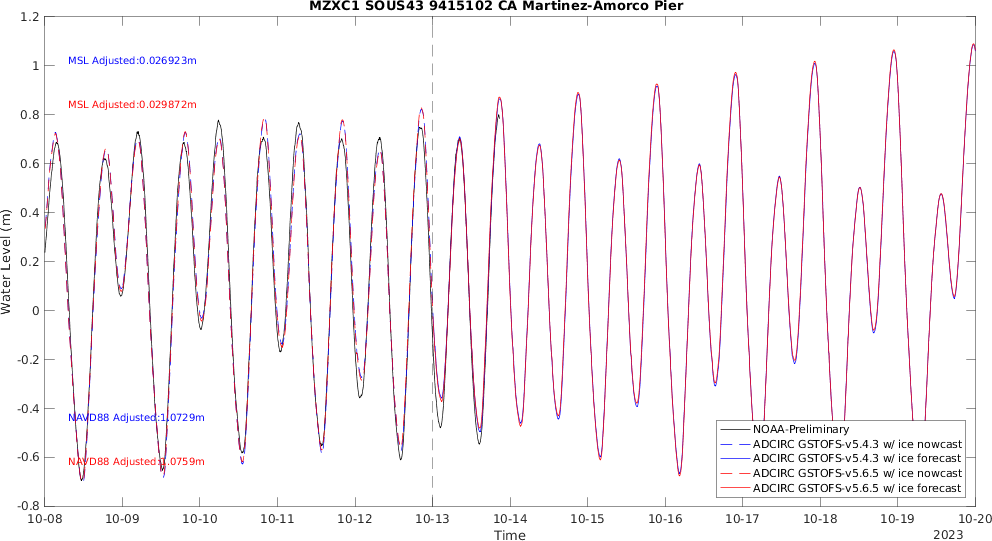 MZXC1 SOUS43 9415102 CA Martinez-Amorco Pier
1.2
1
0.8
0.6
0.4
0.2
0
-0.2
-0.4
-0.6
-0.8
Water Level (m)
MSL Adjusted:0.026923m
MSL Adjusted:0.029872m
NAVD88 Adjusted:1.0729m
NAVD88 Adjusted:1.0759m
NOAA-Preliminary
ADCIRC GSTOFS-v5.4.3 w/ ice nowcast
ADCIRC GSTOFS-v5.4.3 w/ ice forecast
ADCIRC GSTOFS-v5.6.5 w/ ice nowcast
ADCIRC GSTOFS-v5.6.5 w/ ice forecast
10-08 10-09 10-10 10-11 10-12 10-13 10-14 10-15 10-16 10-17 10-18 10-19 10-20
Time
2023